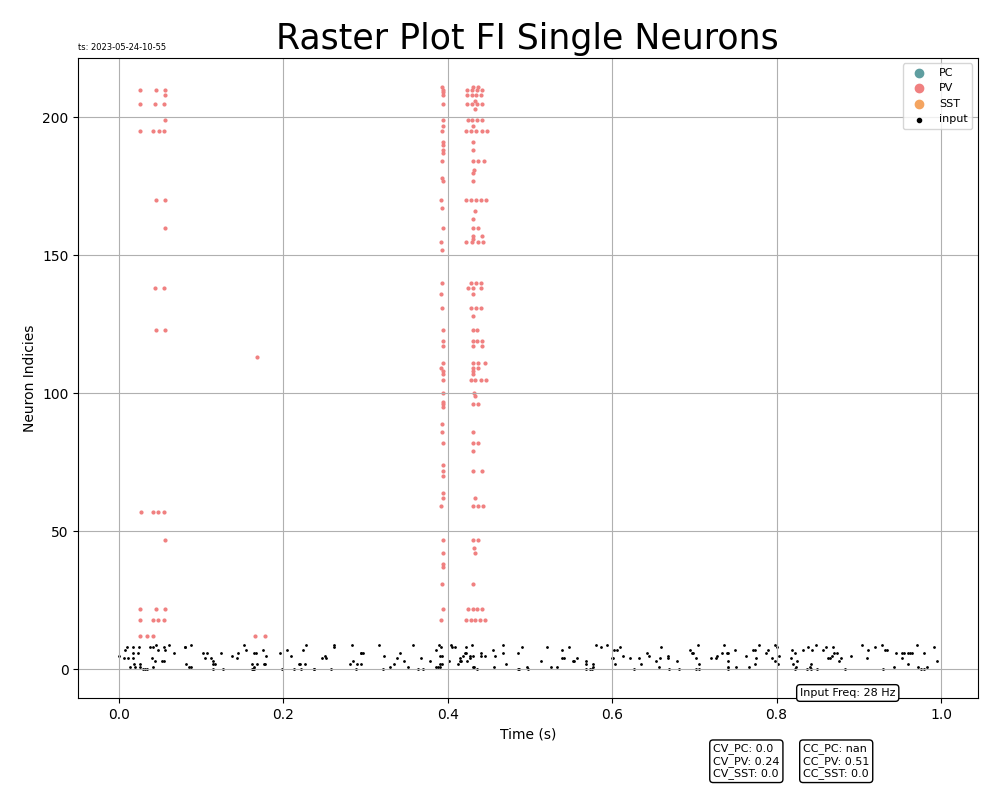 Raster Plot FI Single Neurons
ts: 2023-05-24-10-55
PC
PV
SST
input
200
150
100
50
0
Neuron Indicies
0.0 0.2 0.4 0.6 0.8 1.0
Time (s)
Input Freq: 28 Hz
CV_PC: 0.0
CV_PV: 0.24
CV_SST: 0.0
CC_PC: nan
CC_PV: 0.51
CC_SST: 0.0